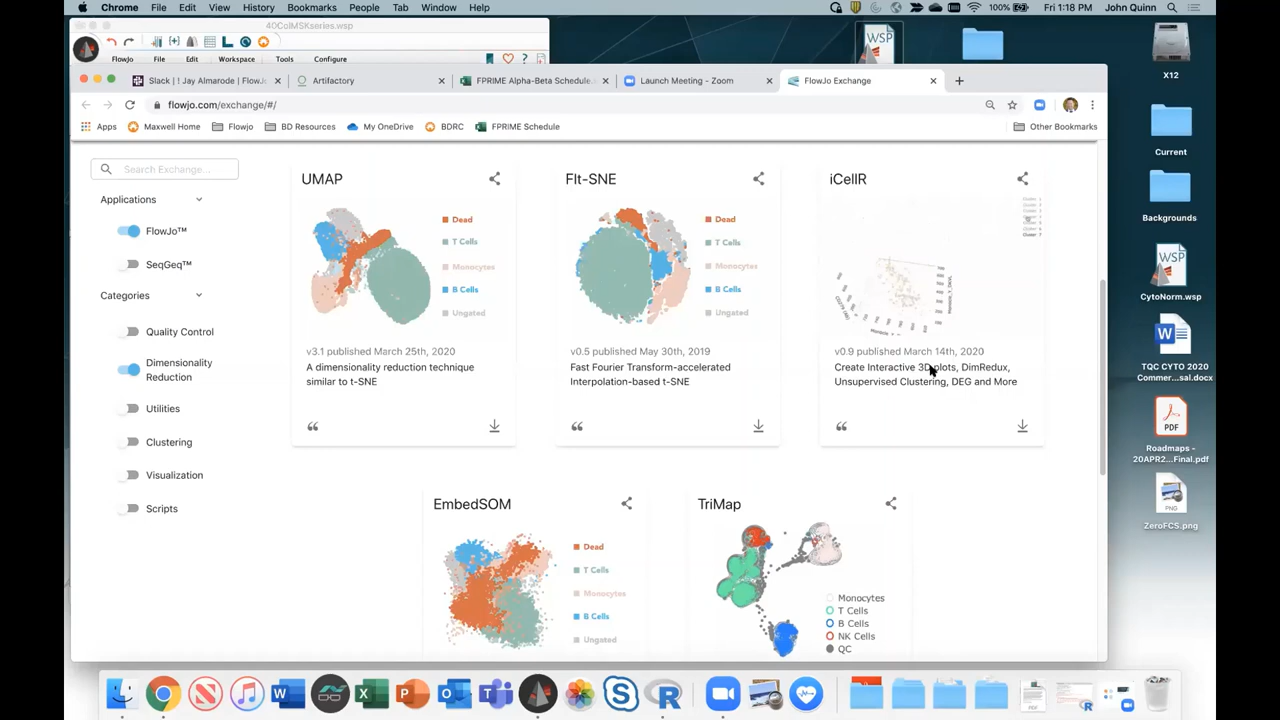 Chrome File Edit View History Bookmarks People Tab Window Help
100% Fri 1:18 PM John Quinn
40ColMSKseries.wsp
FlowJo File Edit Workspace Tools Configure
Slack | ! Jay Almarode | FlowJo
Artifactory
FPRIME Alpha-Beta Schedule.
Launch Meeting - Zoom
FlowJo Exchange
flowjo.com/exchange/#/
Apps Maxwell Home Flowjo BD Resources My OneDrive BDRC FPRIME Schedule Other Bookmarks
Search Exchange...
Applications
FlowJo™
SeqGeq™
Categories
Quality Control
Dimensionality
Reduction
Utilities
Clustering
Visualization
Scripts
UMAP
Dead
T Cells
Monocytes
B Cells
Ungated
v3.1 published March 25th, 2020
A dimensionality reduction technique
similar to t-SNE
FIt-SNE
Dead
T Cells
Monocytes
B Cells
Ungated
v0.5 published May 30th, 2019
Fast Fourier Transform-accelerated
Interpolation-based t-SNE
iCellR
v0.9 published March 14th, 2020
Create Interactive 3D plots, DimRedux,
Unsupervised Clustering, DEG and More
EmbedSOM
Dead
T Cells
Monocytes
B Cells
Ungated
TriMap
Monocytes
T Cells
B Cells
NK Cells
QC
WSP
X12
Current
Backgrounds
WSP
CytoNorm.wsp
TQC CYTO 2020
Commer...sal.docx
PDF
Roadmaps -
20APR2...Final.pdf
PNG
ZeroFCS.png